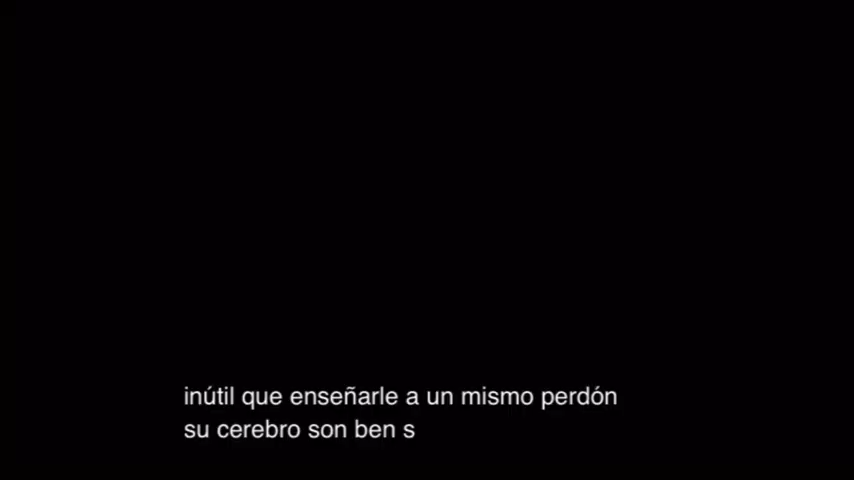 inútil que enseñarle a un mismo perdón
su cerebro son ben s